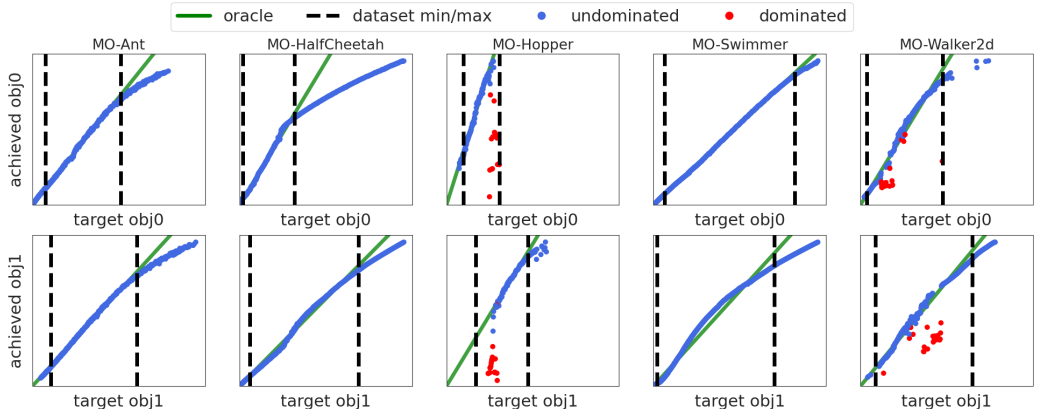 oracle dataset min/max undominated dominated
MO-Ant MO-HalfCheetah MO-Hopper MO-Swimmer MO-Walker2d
achieved obj0
target obj0 target obj0 target obj0 target obj0 target obj0
achieved obj1
target obj1 target obj1 target obj1 target obj1 target obj1